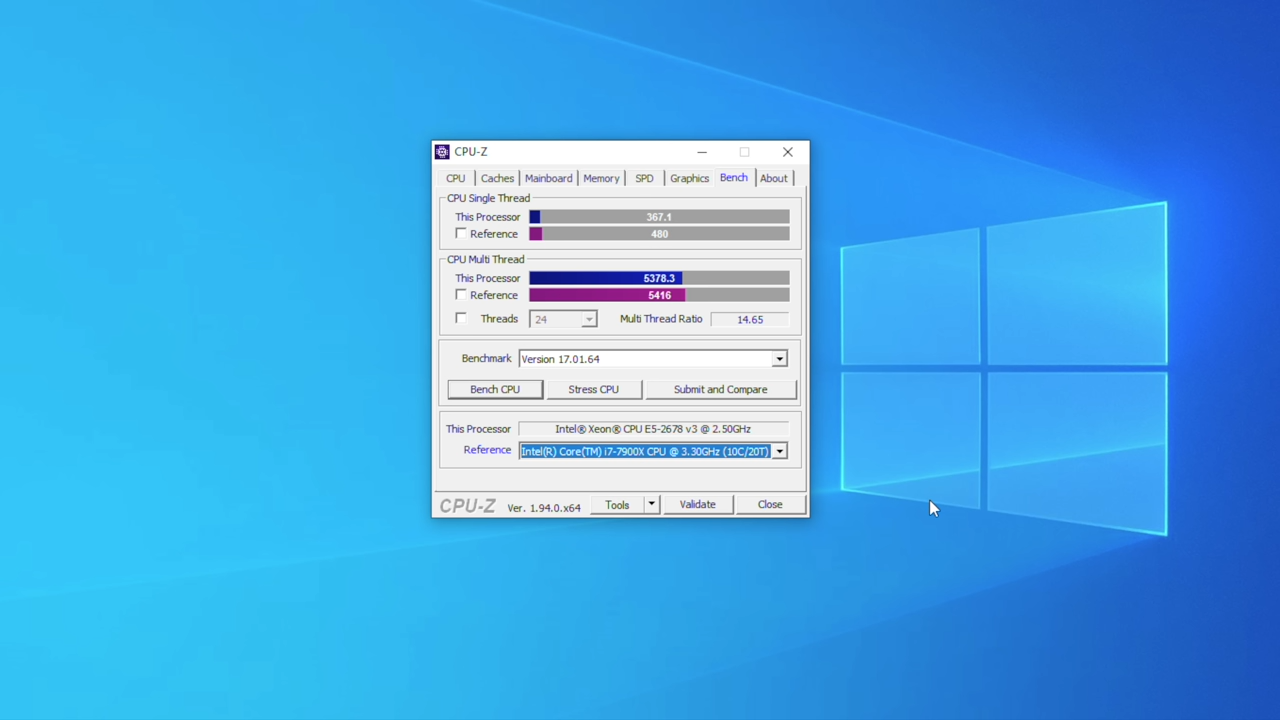 CPU-Z
CPU Caches Mainboard Memory SPD Graphics Bench About
CPU Single Thread
This Processor 367.1
Reference 480
CPU Multi Thread
This Processor 5378.3
Reference 5416
Threads 24 Multi Thread Ratio 14.65
Benchmark Version 17.01.64
Bench CPU Stress CPU Submit and Compare
This Processor Intel® Xeon® CPU E5-2678 v3 @ 2.50GHz
Reference Intel(R) Core(TM) i7-7900X CPU @ 3.30GHz (10C/20T)
CPU-Z Ver. 1.94.0.x64 Tools Validate Close